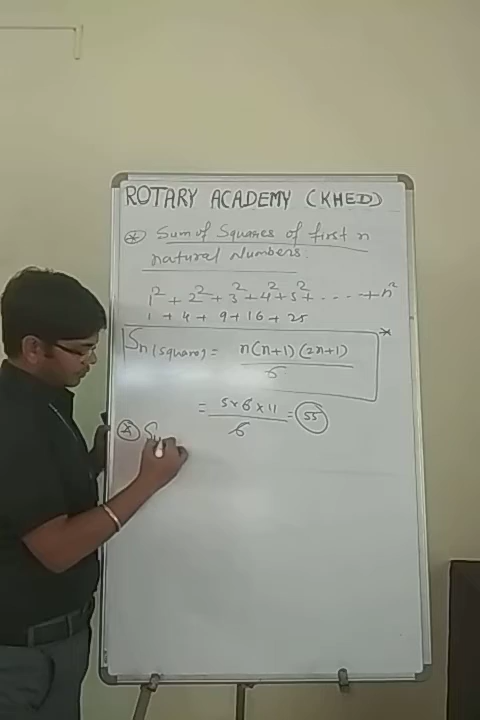 ROTARY ACADEMY (KHED)
* Sum of Squares of first n
natural Numbers.
1² + 2² + 3² + 4² + 5² + ..... + n²
1 + 4 + 9 + 16 + 25
Sn (square) = n(n+1) (2n+1) / 6 *
= 5 × 6 × 11 / 6 = 55
* Su